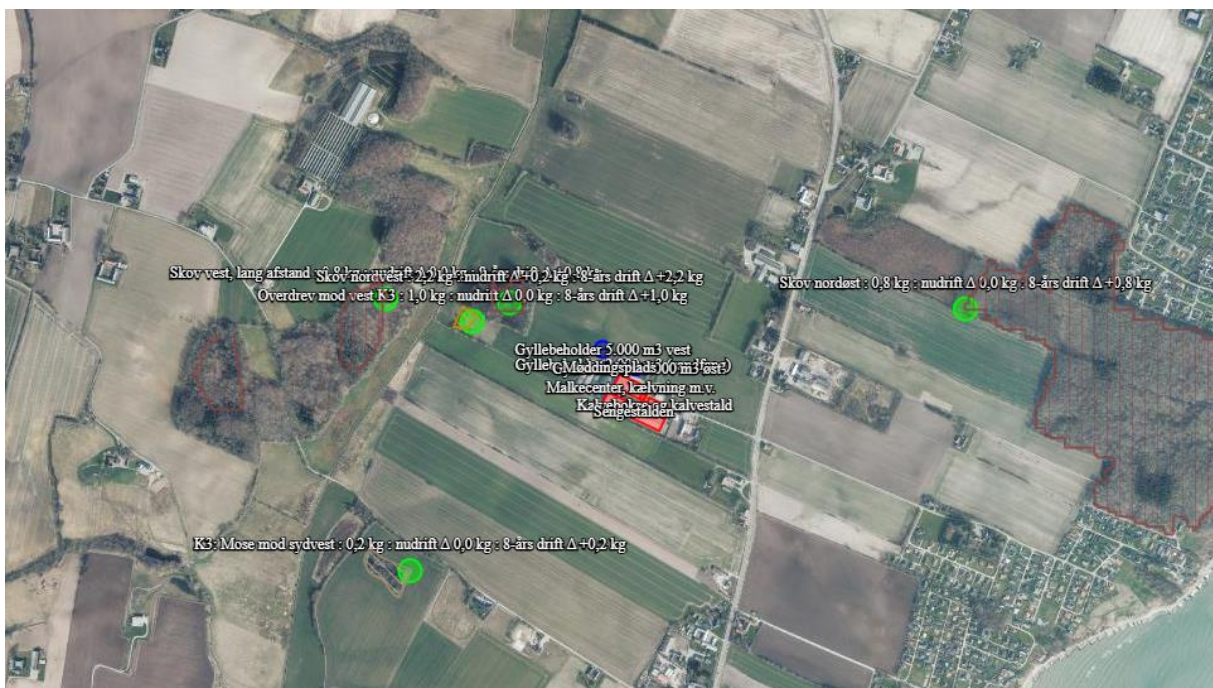 Skov vest, lang afstand
Skov nordvest : 2,2 kg : nudrift Δ +0,2 kg : 8-års drift Δ +2,2 kg
Overdrev mod vest K3 : 1,0 kg : nudrift Δ 0,0 kg : 8-års drift Δ +1,0 kg
Skov nordøst : 0,8 kg : nudrift Δ 0,0 kg : 8-års drift Δ +0,8 kg
Gyllebeholder 5.000 m3 vest
Møddingsplads
Malkecenter, kælvning m.v.
Kalvebokse og kalvestald
Sengestalden
K3: Mose mod sydvest : 0,2 kg : nudrift Δ 0,0 kg : 8-års drift Δ +0,2 kg